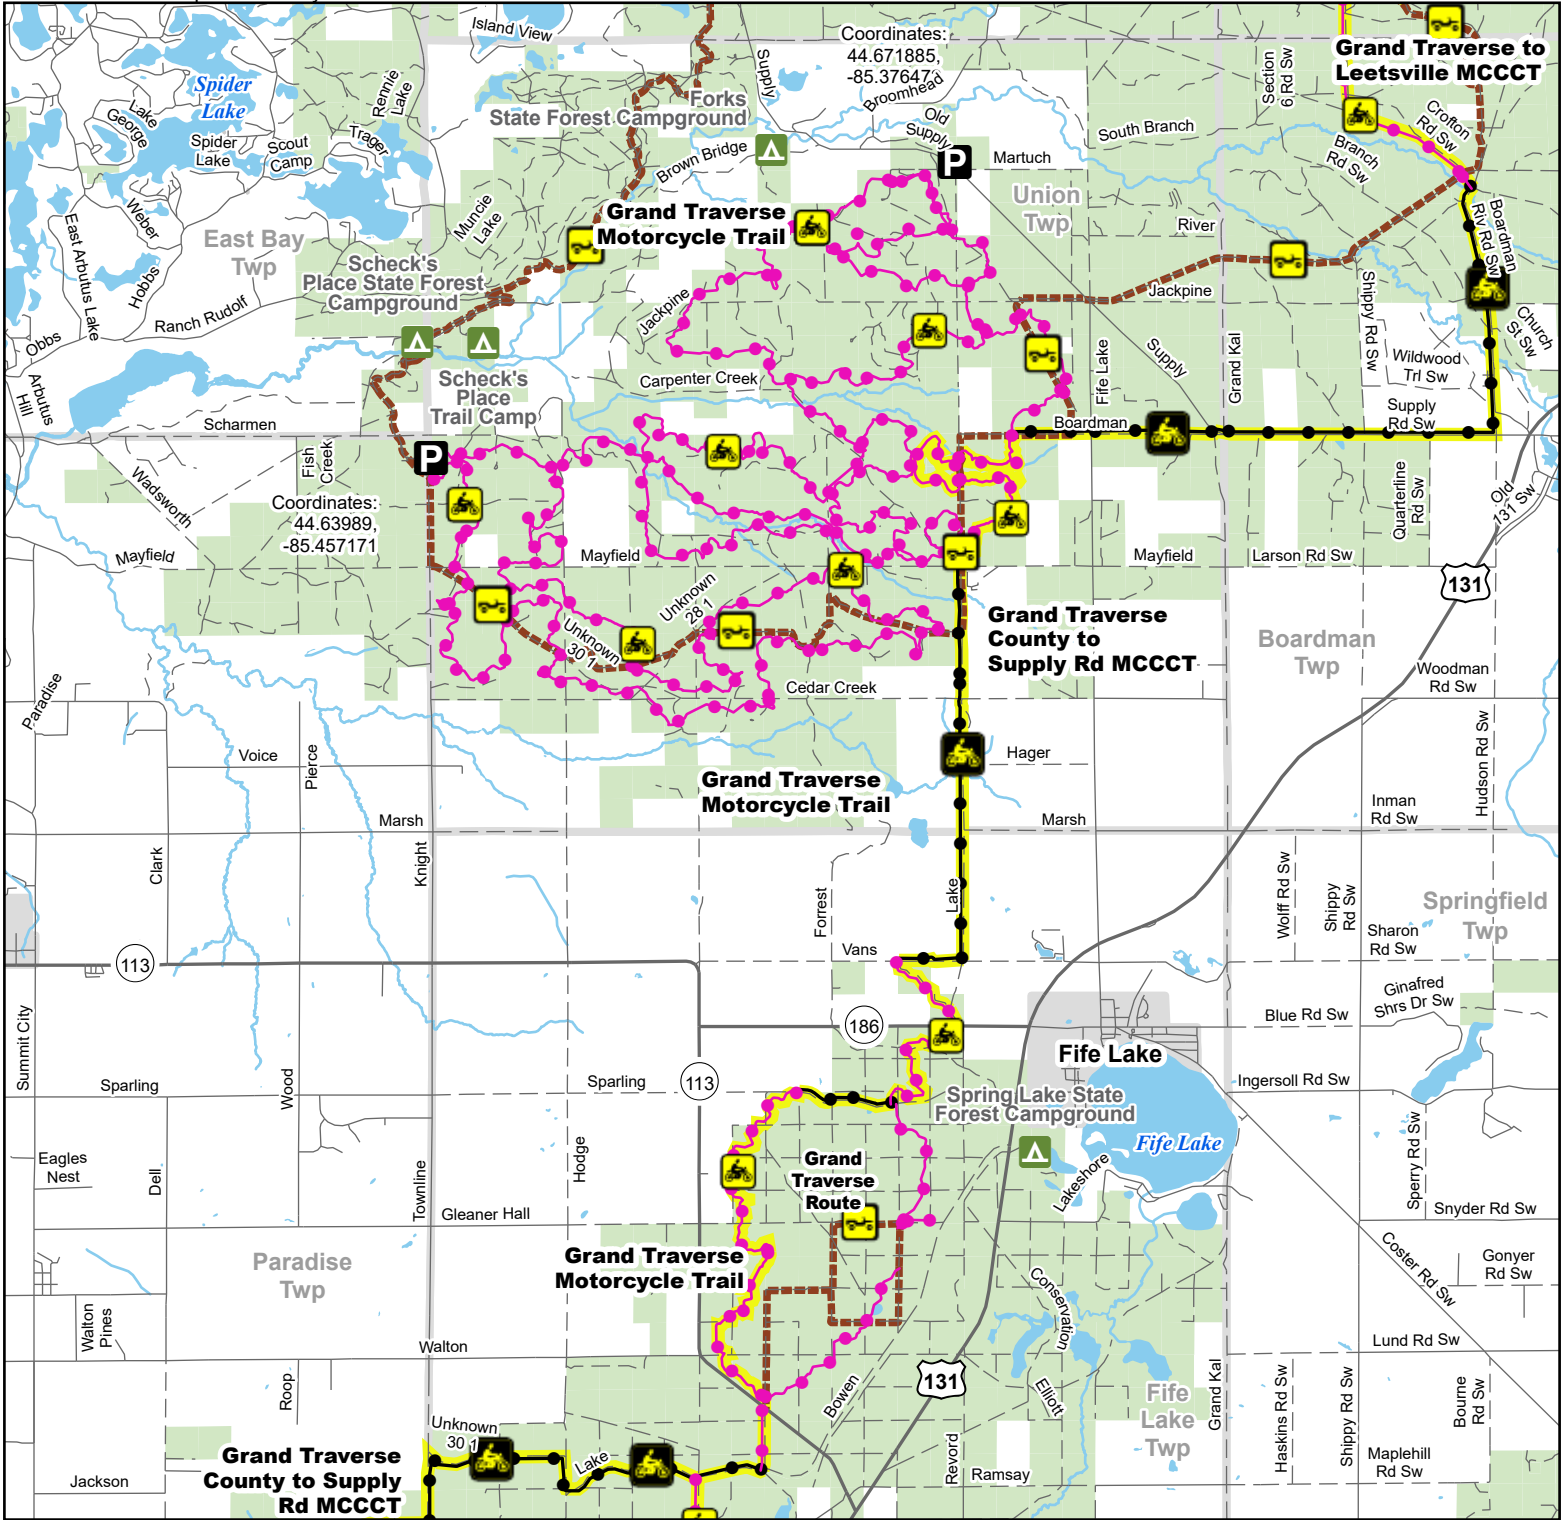 Island View
Coordinates:
44.671885,
-85.37647
Broomhead
Supply
Section
6 Rd Sw
Grand Traverse to
Leetsville MCCCT
Spider
Lake
Rennie
Lake
Forks
State Forest Campground
Lake
George
Spider
Lake
Scout
Camp
Trager
Brown Bridge
Old
Supply
P
Martuch
South Branch
Branch
Rd Sw
Crofton
Rd Sw
Union
Twp
River
Boardman
Riv Rd Sw
Weber
Muncie
Lake
Grand Traverse
Motorcycle Trail
East Bay
Twp
East Arbutus Lake
Hobbs
Scheck's
Place State Forest
Campground
Ranch Rudolf
Jackpine
Jackpine
Shippy Rd Sw
Church
St Sw
Obbs
Arbutus
Hill
Scheck's
Place
Trail Camp
Carpenter Creek
Fife Lake
Supply
Grand Kal
Wildwood
Trl Sw
Supply
Rd Sw
Boardman
Scharmen
P
Fish
Creek
Wadsworth
Coordinates:
44.63989,
-85.457171
Quarterline
Rd Sw
Old
131 Sw
Mayfield
Mayfield
Mayfield
Larson Rd Sw
131
Unknown
28 1
Unknown
30 1
Grand Traverse
County to
Supply Rd MCCCT
Boardman
Twp
Woodman
Rd Sw
Cedar Creek
Paradise
Voice
Pierce
Hager
Hudson Rd Sw
Grand Traverse
Motorcycle Trail
Inman
Rd Sw
Marsh
Marsh
Clark
Knight
Forrest
Lake
Wolff Rd Sw
Shippy
Rd Sw
Springfield
Twp
Sharon
Rd Sw
Vans
113
Ginafred
Shrs Dr Sw
Blue Rd Sw
186
Summit City
Fife Lake
Sparling
Wood
Sparling
113
Ingersoll Rd Sw
Spring Lake State
Forest Campground
Fife Lake
Eagles
Nest
Dell
Townline
Hodge
Grand
Traverse
Route
Lakeshore
Sperry Rd Sw
Snyder Rd Sw
Gleaner Hall
Grand Traverse
Motorcycle Trail
Paradise
Twp
Conservation
Coster Rd Sw
Gonyer
Rd Sw
Walton
Pines
Walton
Lund Rd Sw
131
Roop
Bowen
Elliott
Fife
Lake
Twp
Grand Kal
Haskins Rd Sw
Shippy Rd Sw
Bourne
Rd Sw
Unknown
30 1
Grand Traverse
County to Supply
Rd MCCCT
Lake
Revord
Ramsay
Maplehill
Rd Sw
Jackson